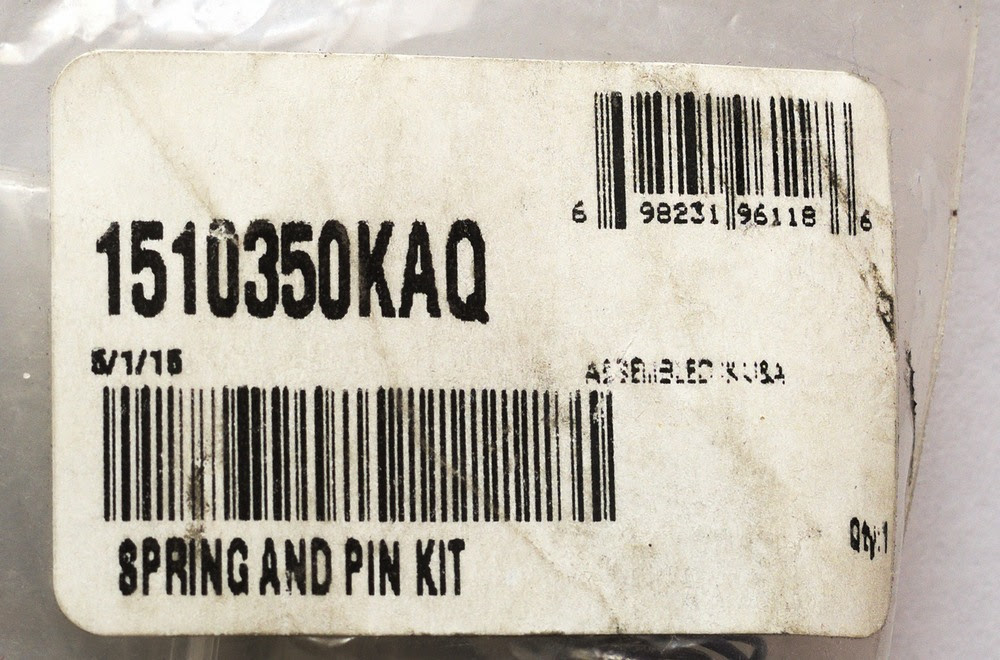 6 98231 96118 6
1510350KAQ
5/1/15
ASSEMBLED IN USA
SPRING AND PIN KIT
Qty:1